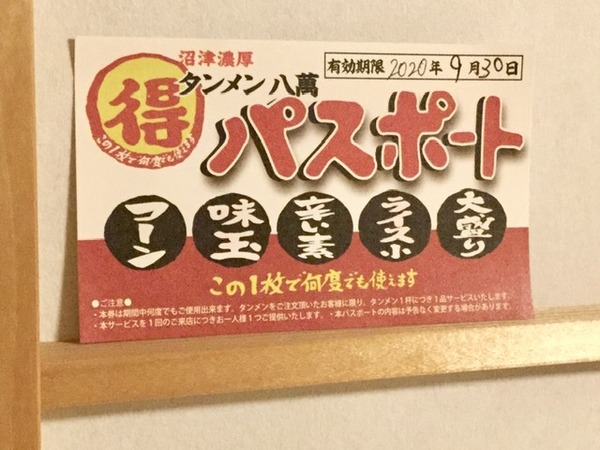 得
この1枚で何度でも使えます
沼津濃厚
タンメン八萬
有効期限 2020年 9月30日
パスポート
コーン
味玉
辛い素
ライス小
大盛り
この1枚で何度でも使えます
●ご注意●
・本券は期間中何度でもご使用出来ます。タンメンをご注文頂いたお客様に限り、タンメン1杯につき1品サービスいたします。
・本サービスを1回のご来店につきお一人様1つご提供いたします。・本パスポートの内容は予告なく変更する場合があります。